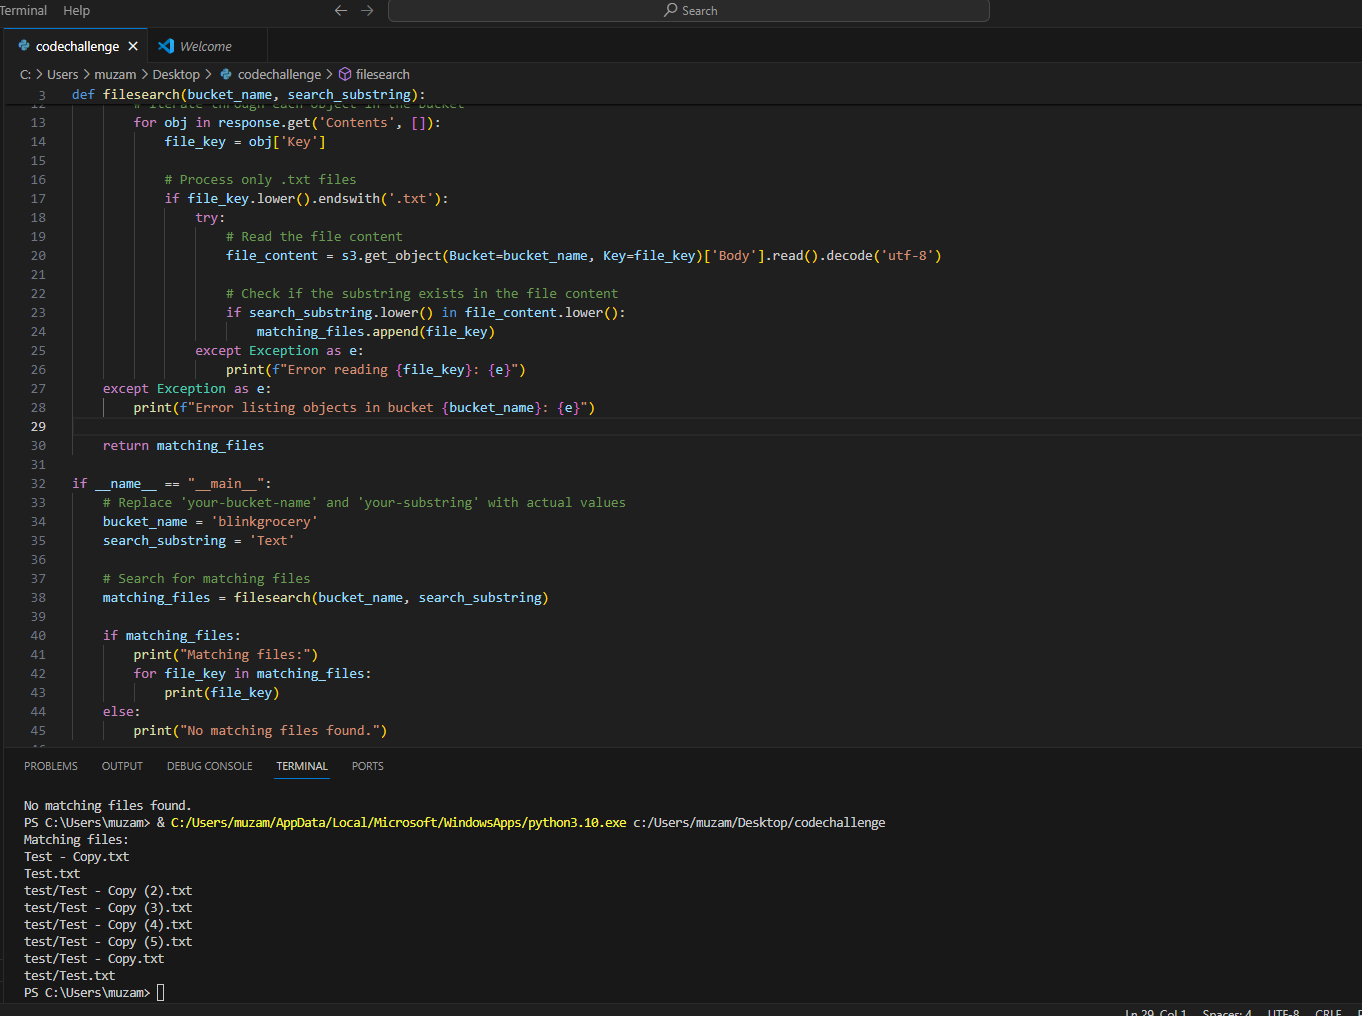 Terminal Help Search
codechallenge Welcome
C: > Users > muzam > Desktop > codechallenge > filesearch
3 def filesearch(bucket_name, search_substring):
12 # Iterate through each object in the bucket
13 for obj in response.get('Contents', []):
14 file_key = obj['Key']
15
16 # Process only .txt files
17 if file_key.lower().endswith('.txt'):
18 try:
19 # Read the file content
20 file_content = s3.get_object(Bucket=bucket_name, Key=file_key)['Body'].read().decode('utf-8')
21
22 # Check if the substring exists in the file content
23 if search_substring.lower() in file_content.lower():
24 matching_files.append(file_key)
25 except Exception as e:
26 print(f"Error reading {file_key}: {e}")
27 except Exception as e:
28 print(f"Error listing objects in bucket {bucket_name}: {e}")
29
30 return matching_files
31
32 if __name__ == "__main__":
33 # Replace 'your-bucket-name' and 'your-substring' with actual values
34 bucket_name = 'blinkgrocery'
35 search_substring = 'Text'
36
37 # Search for matching files
38 matching_files = filesearch(bucket_name, search_substring)
39
40 if matching_files:
41 print("Matching files:")
42 for file_key in matching_files:
43 print(file_key)
44 else:
45 print("No matching files found.")
PROBLEMS OUTPUT DEBUG CONSOLE TERMINAL PORTS
No matching files found.
PS C:\Users\muzam> & C:/Users/muzam/AppData/Local/Microsoft/WindowsApps/python3.10.exe c:/Users/muzam/Desktop/codechallenge
Matching files:
Test - Copy.txt
Test.txt
test/Test - Copy (2).txt
test/Test - Copy (3).txt
test/Test - Copy (4).txt
test/Test - Copy (5).txt
test/Test - Copy.txt
test/Test.txt
PS C:\Users\muzam>
Ln 29, Col 1 Spaces: 4 UTF-8 CRLF